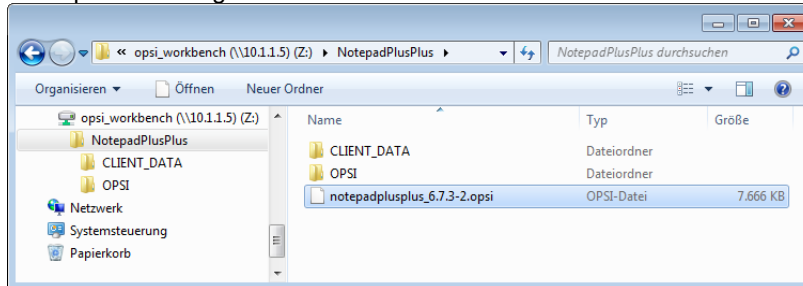 « opsi_workbench (\\10.1.1.5) (Z:) ▸ NotepadPlusPlus ▸
NotepadPlusPlus durchsuchen
Organisieren Öffnen Neuer Ordner
opsi_workbench (\\10.1.1.5) (Z:)
NotepadPlusPlus
CLIENT_DATA
OPSI
Netzwerk
Systemsteuerung
Papierkorb
Name Typ Größe
CLIENT_DATA Dateiordner
OPSI Dateiordner
notepadplusplus_6.7.3-2.opsi OPSI-Datei 7.666 KB